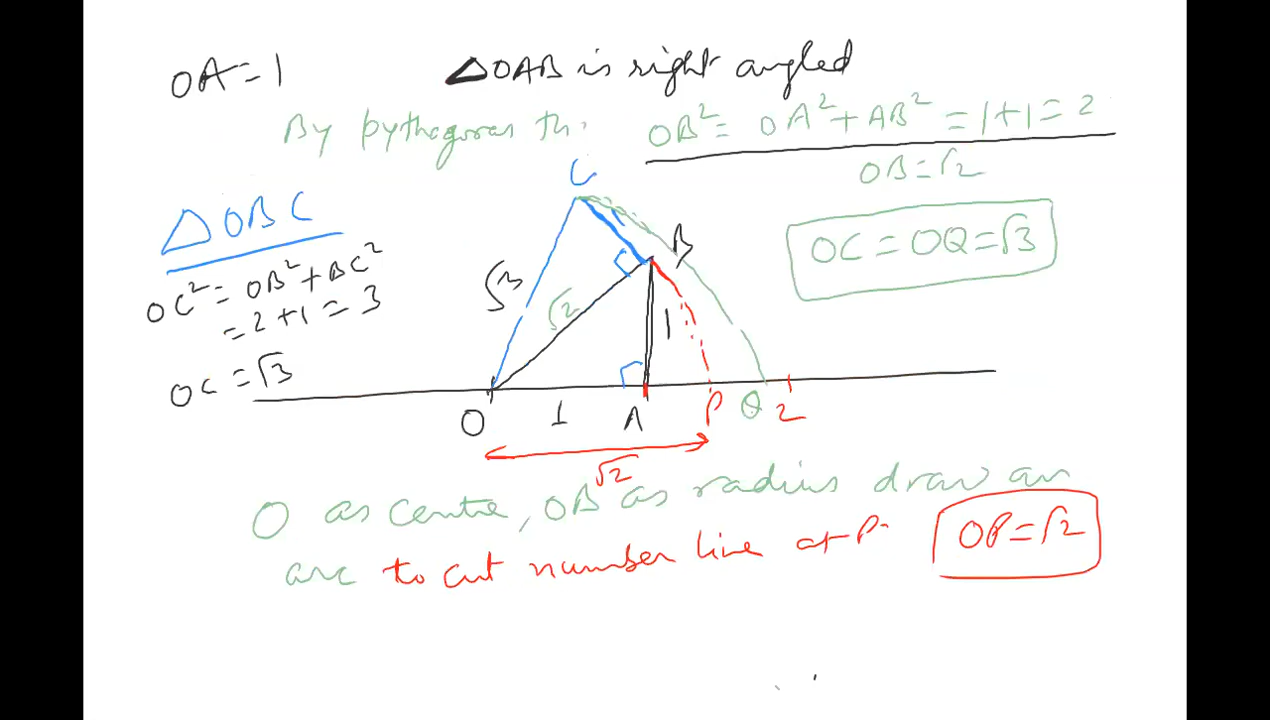 OA = 1
△OAB is right angled
By pythagoras th.
OB² = OA² + AB² = 1+1 = 2
OB = √2
△OBC
OC² = OB² + BC²
= 2 + 1 = 3
OC = √3
OC = OQ = √3
C
B
1
√3
√2
1
O
1
A
P
Q
2
√2
O as centre, OB as radius draw an
arc to cut number line at P.
OP = √2